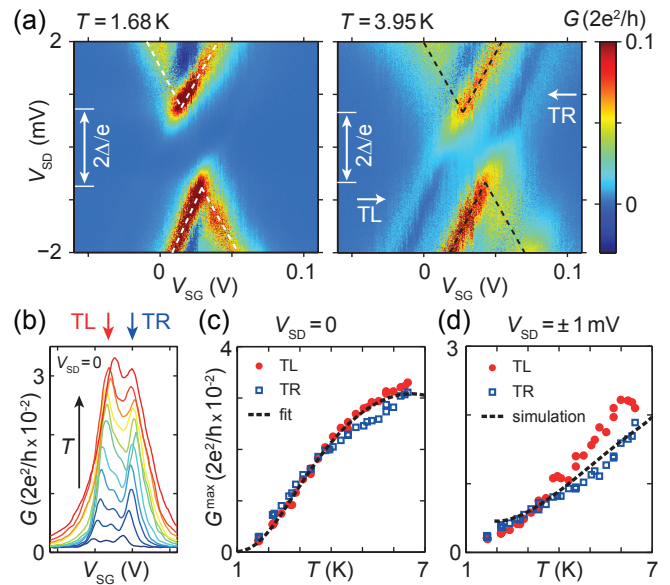 (a) T = 1.68 K T = 3.95 K G (2e²/h)
2 0.1
V_SD (mV) 2Δ/e 2Δ/e TR
TL 0
−2
0 0.1 0 0.1
V_SG (V) V_SG (V)
(b) TL TR (c) V_SD = 0 (d) V_SD = ± 1 mV
3 V_SD = 0 4 3
TL TL
TR TR
fit simulation
T
G (2e²/h x 10⁻²) G^max (2e²/h x 10⁻²)
0 0 0
1 7 1 7
V_SG (V) T (K) T (K)